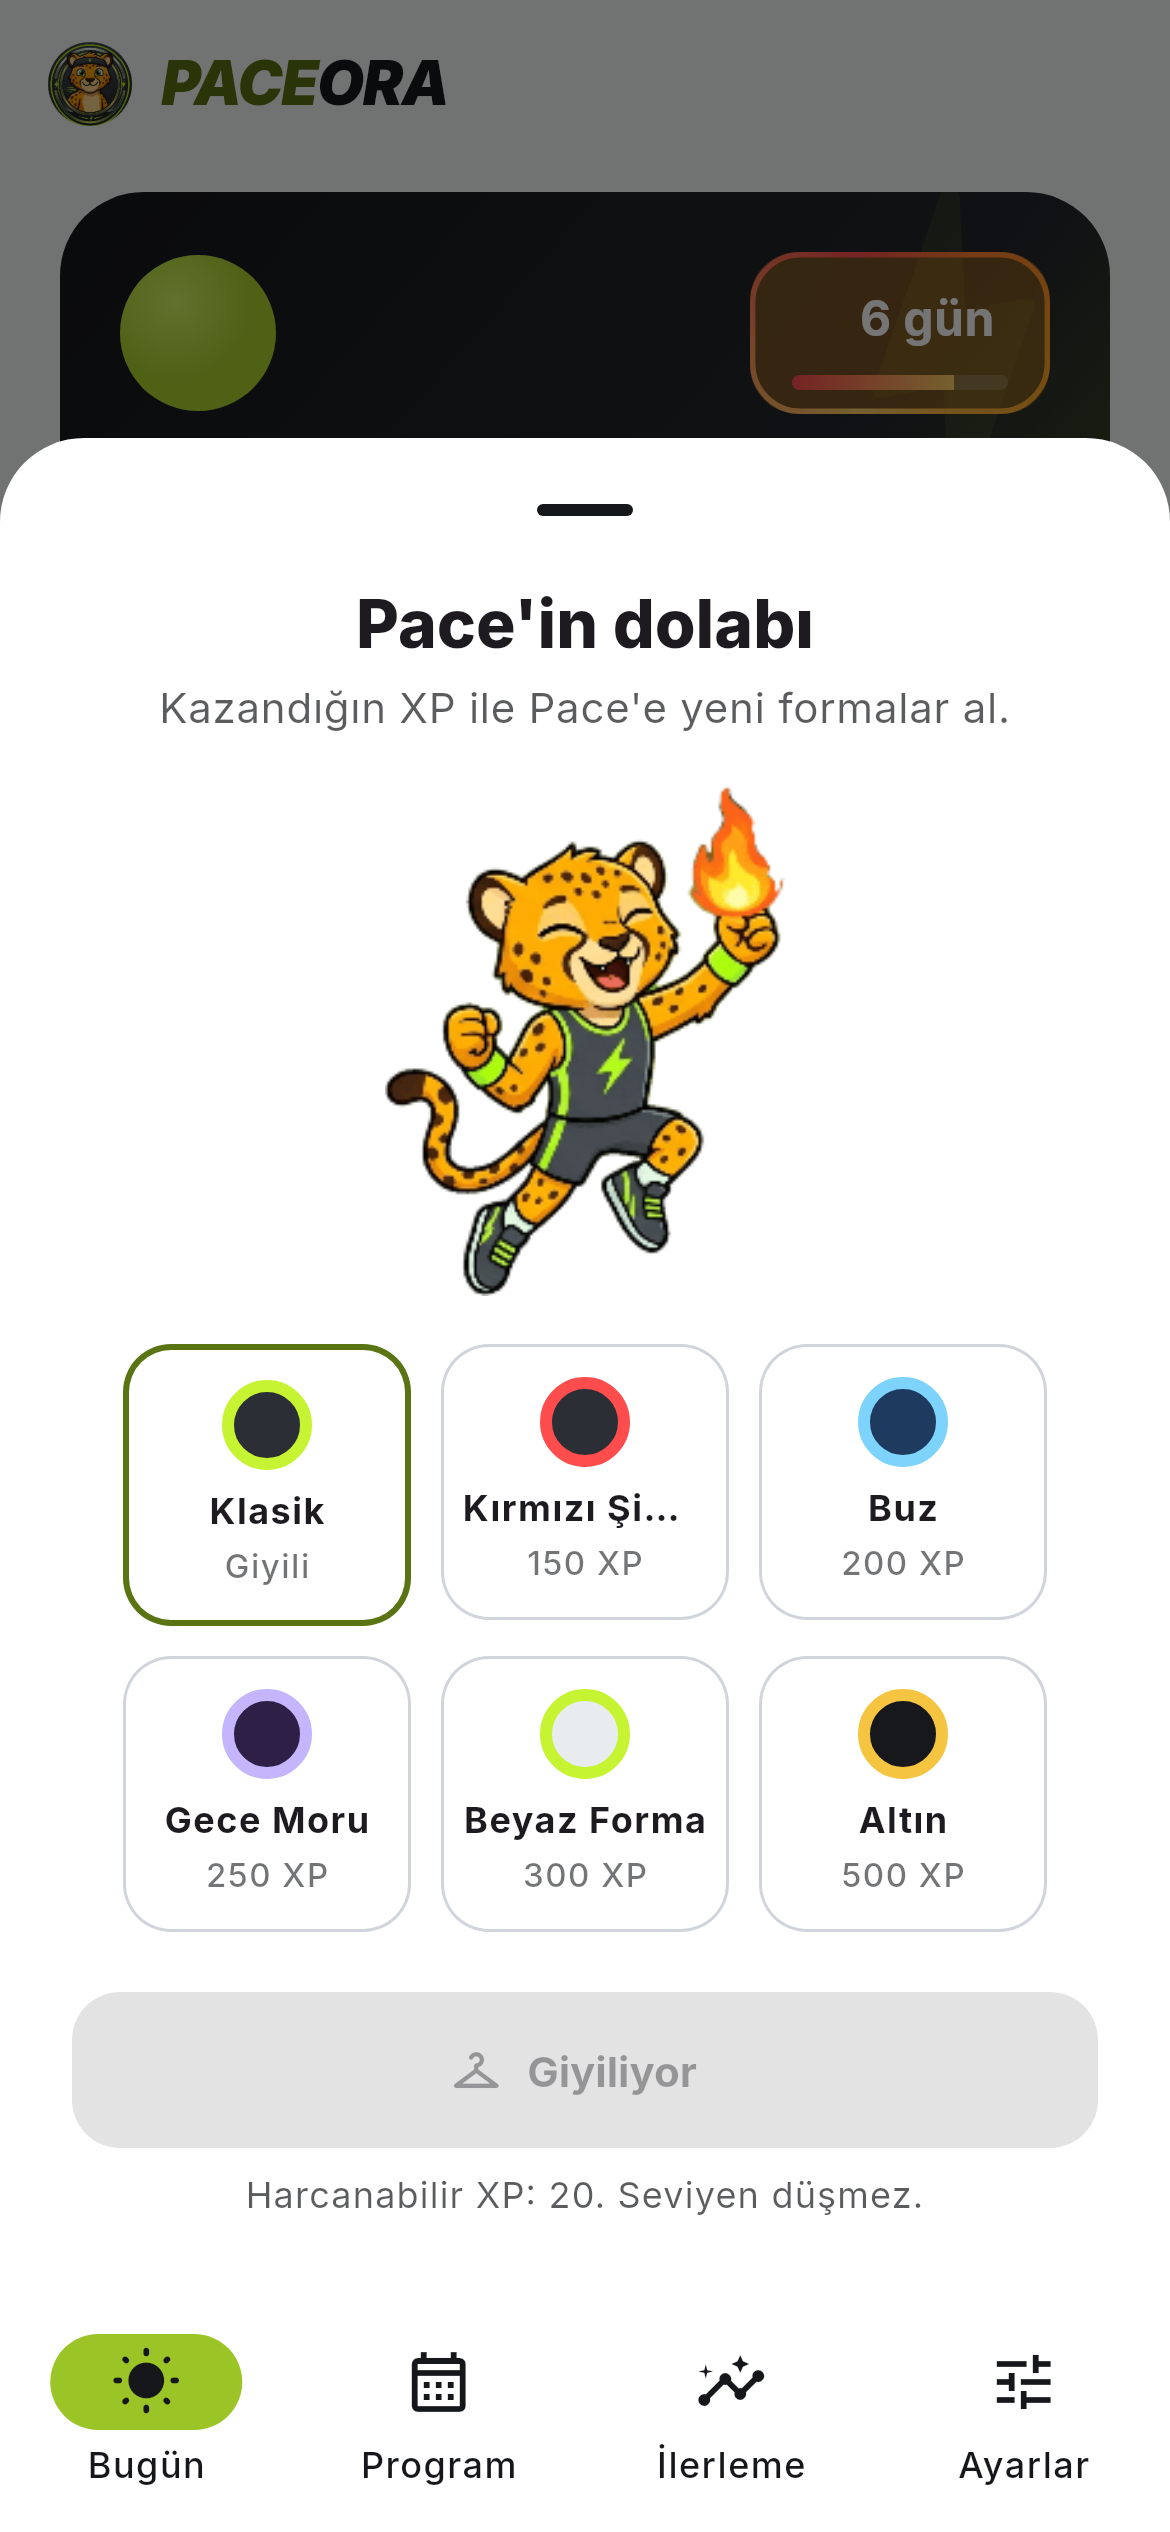 PACEORA
6 gün
Pace'in dolabı
Kazandığın XP ile Pace'e yeni formalar al.
Klasik
Giyili
Kırmızı Şi...
150 XP
Buz
200 XP
Gece Moru
250 XP
Beyaz Forma
300 XP
Altın
500 XP
Giyiliyor
Harcanabilir XP: 20. Seviyen düşmez.
Bugün
Program
İlerleme
Ayarlar